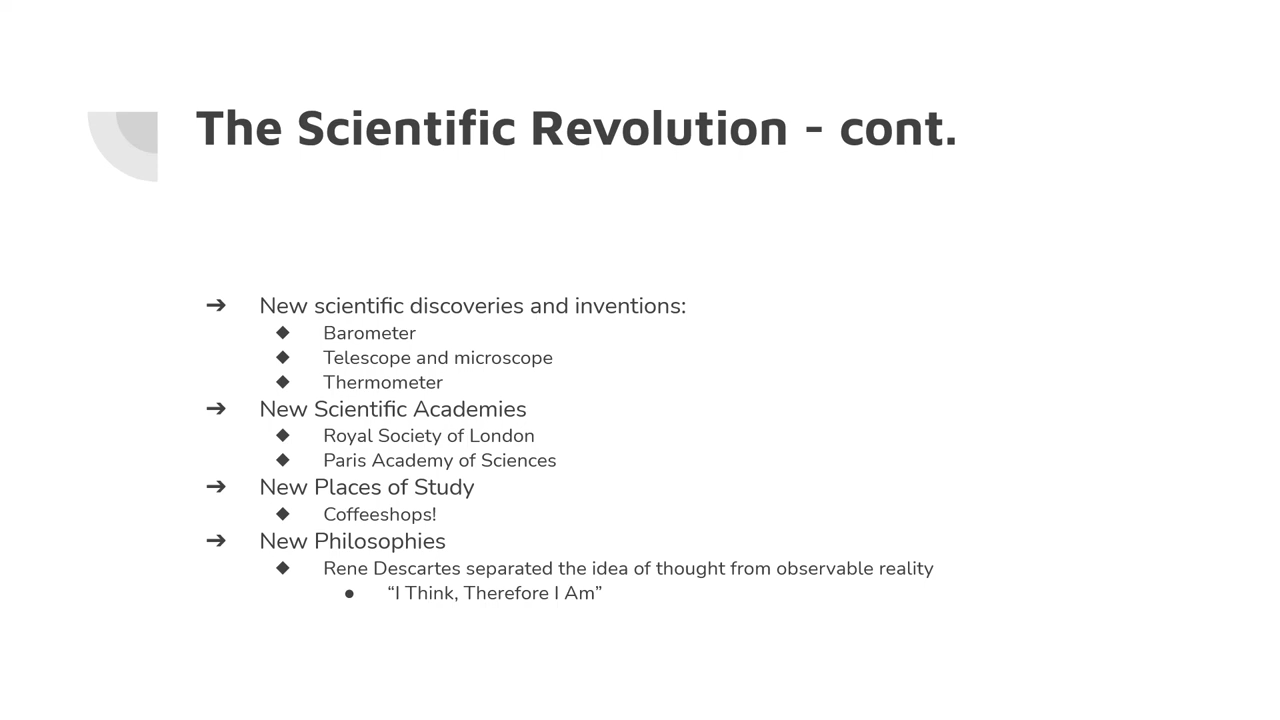 The Scientific Revolution - cont.
➔ New scientific discoveries and inventions:
◆ Barometer
◆ Telescope and microscope
◆ Thermometer
➔ New Scientific Academies
◆ Royal Society of London
◆ Paris Academy of Sciences
➔ New Places of Study
◆ Coffeeshops!
➔ New Philosophies
◆ Rene Descartes separated the idea of thought from observable reality
● “I Think, Therefore I Am”